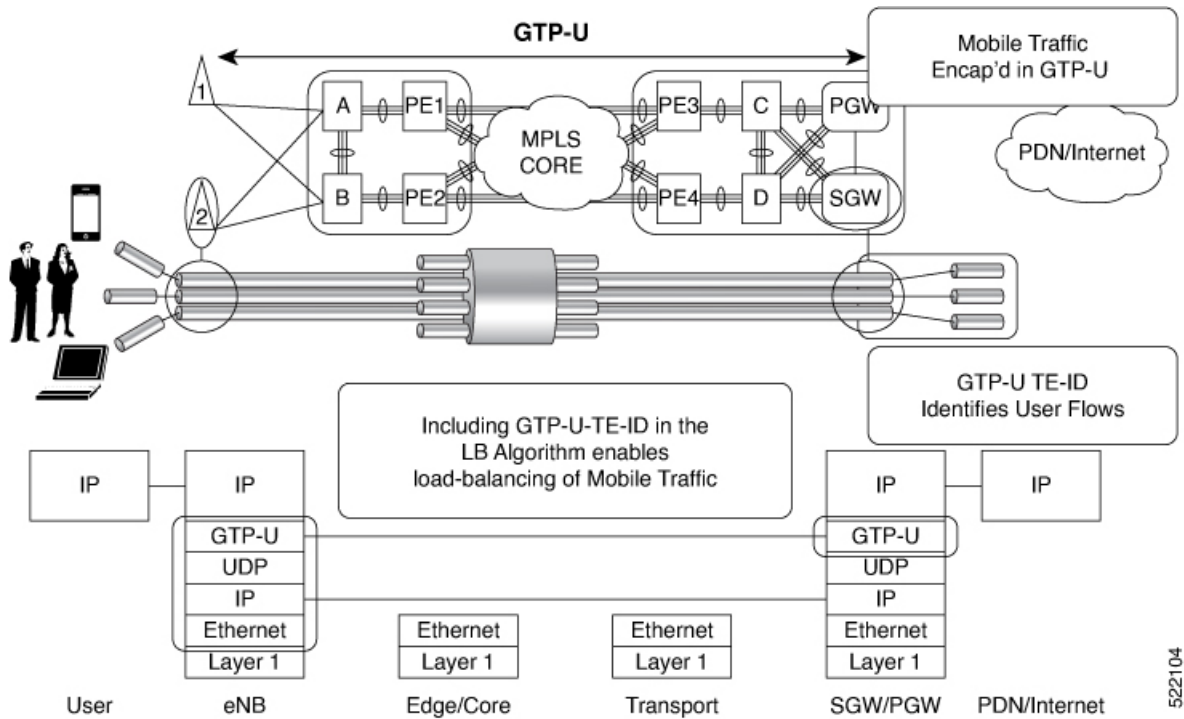 GTP-U
Mobile Traffic
Encap'd in GTP-U
1
A
PE1
PE3
C
PGW
MPLS
CORE
PDN/Internet
2
B
PE2
PE4
D
SGW
GTP-U TE-ID
Identifies User Flows
Including GTP-U-TE-ID in the
LB Algorithm enables
load-balancing of Mobile Traffic
IP
IP
IP
IP
GTP-U
GTP-U
UDP
UDP
IP
IP
Ethernet
Ethernet
Ethernet
Ethernet
Layer 1
Layer 1
Layer 1
Layer 1
User
eNB
Edge/Core
Transport
SGW/PGW
PDN/Internet
522104